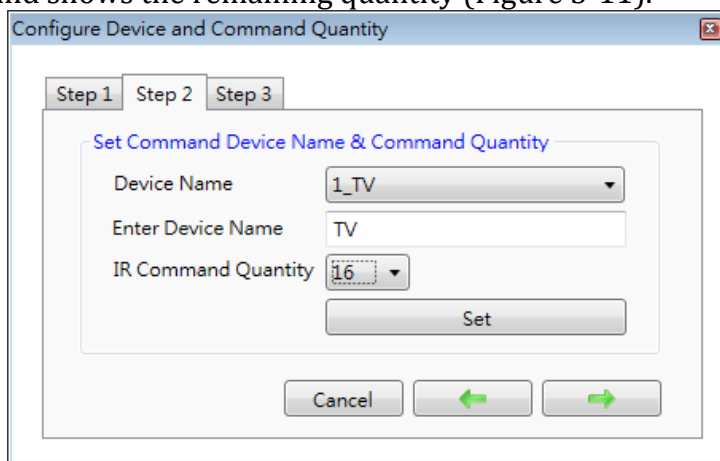 and shows the remaining quantity (Figure 3-11).
Configure Device and Command Quantity
Step 1 Step 2 Step 3
Set Command Device Name & Command Quantity
Device Name 1_TV
Enter Device Name TV
IR Command Quantity 16
Set
Cancel